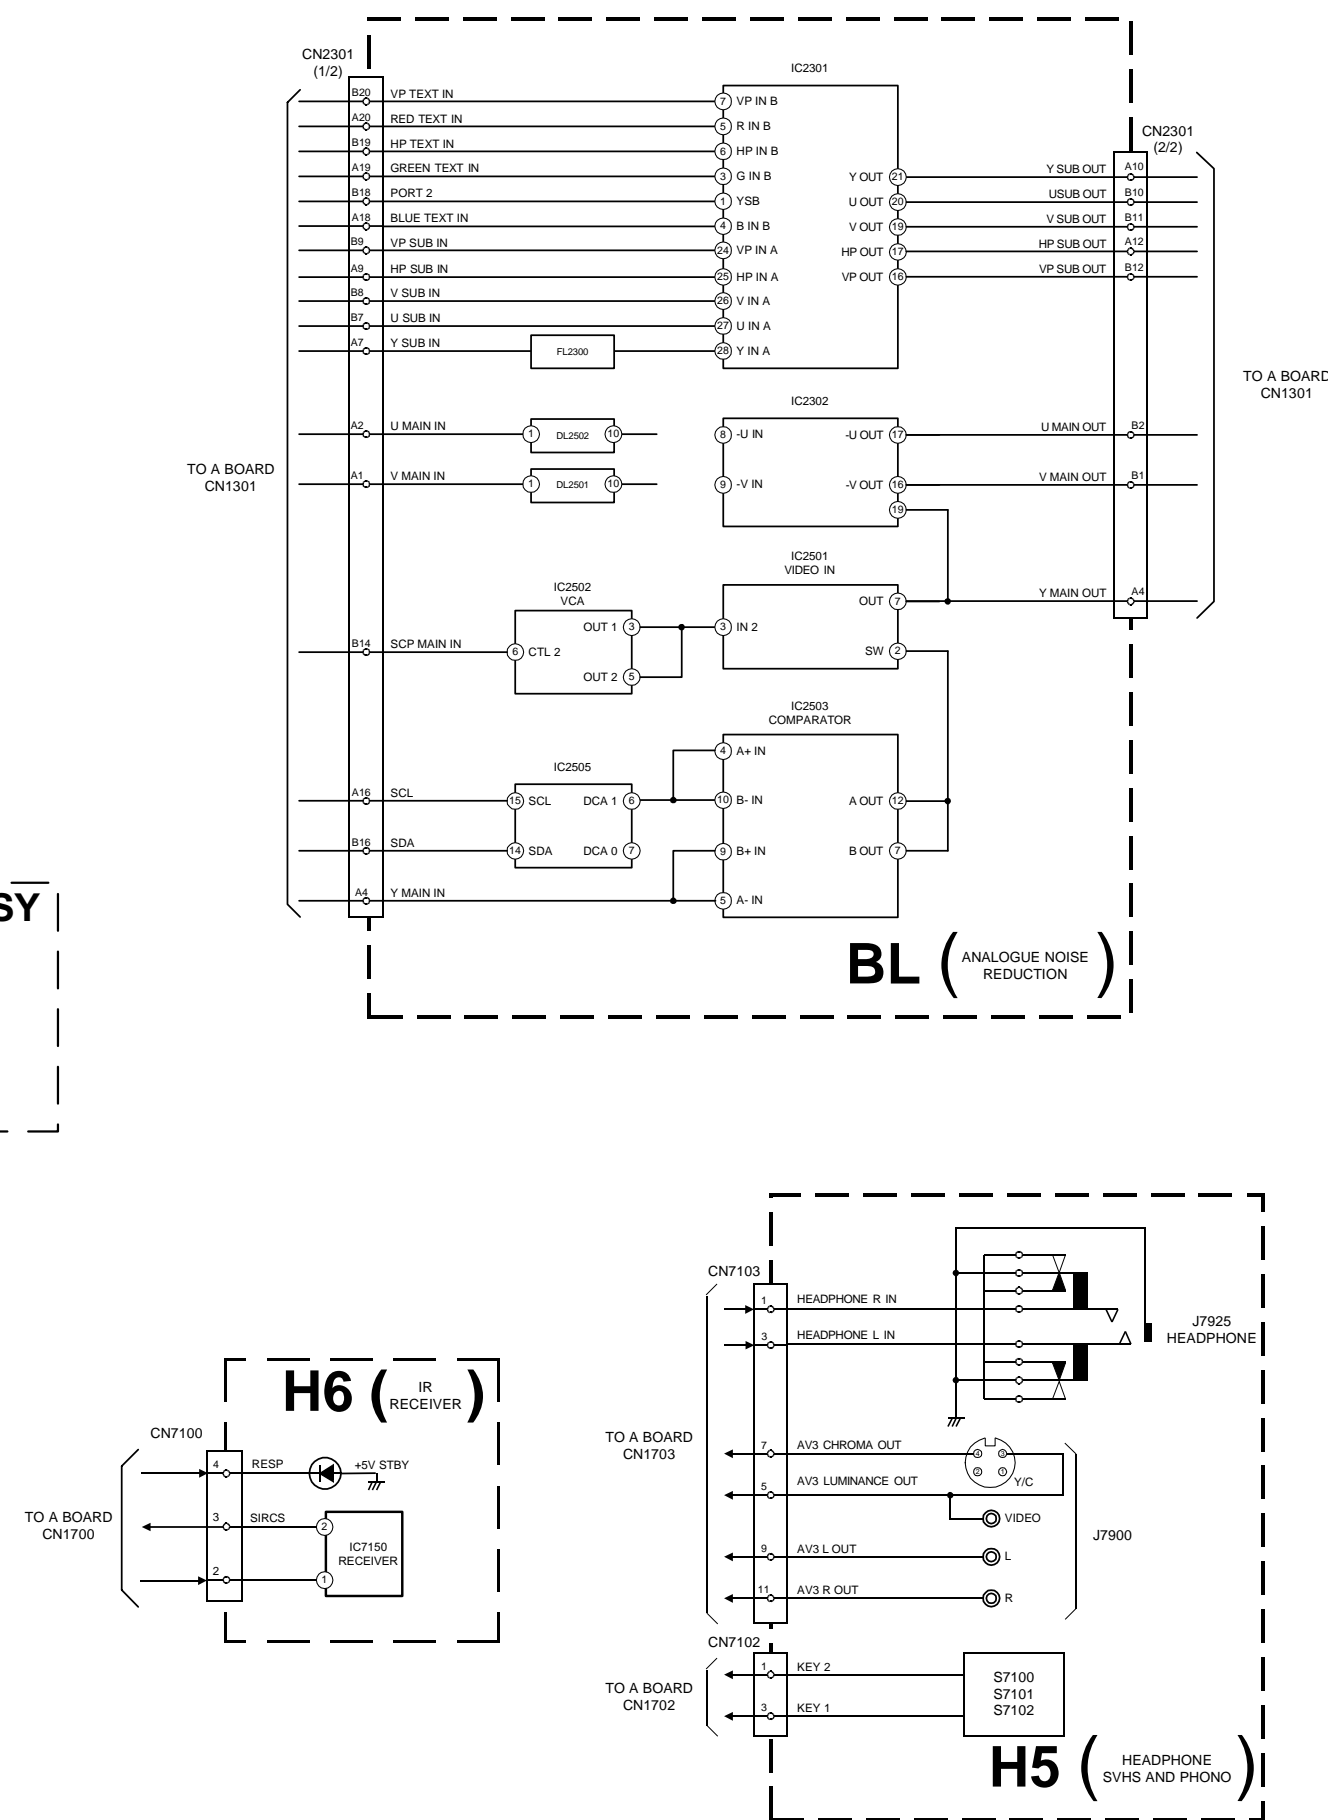 CN2301
(1/2)
B20 VP TEXT IN
A20 RED TEXT IN
B19 HP TEXT IN
A19 GREEN TEXT IN
B18 PORT 2
A18 BLUE TEXT IN
B9 VP SUB IN
A9 HP SUB IN
B8 V SUB IN
B7 U SUB IN
A7 Y SUB IN
FL2300
IC2301
7 VP IN B
5 R IN B
6 HP IN B
3 G IN B
1 YSB
4 B IN B
24 VP IN A
25 HP IN A
26 V IN A
27 U IN A
28 Y IN A
Y OUT 21
U OUT 20
V OUT 19
HP OUT 17
VP OUT 16
CN2301
(2/2)
Y SUB OUT A10
USUB OUT B10
V SUB OUT B11
HP SUB OUT A12
VP SUB OUT B12
TO A BOARD
CN1301
A2 U MAIN IN
1 DL2502 10
A1 V MAIN IN
1 DL2501 10
IC2302
8 -U IN
-U OUT 17
9 -V IN
-V OUT 16
19
U MAIN OUT B2
V MAIN OUT B1
TO A BOARD
CN1301
IC2501
VIDEO IN
OUT 7
3 IN 2
SW 2
Y MAIN OUT A4
IC2502
VCA
OUT 1 3
6 CTL 2
OUT 2 5
B14 SCP MAIN IN
IC2503
COMPARATOR
4 A+ IN
10 B- IN
A OUT 12
9 B+ IN
B OUT 7
5 A- IN
IC2505
15 SCL DCA 1 6
14 SDA DCA 0 7
A16 SCL
B16 SDA
A4 Y MAIN IN
SY
BL ( ANALOGUE NOISE
REDUCTION )
H6 ( IR
RECEIVER )
CN7100
4 RESP
+5V STBY
3 SIRCS
2
2
IC7150
RECEIVER
1
TO A BOARD
CN1700
CN7103
1 HEADPHONE R IN
3 HEADPHONE L IN
J7925
HEADPHONE
TO A BOARD
CN1703
7 AV3 CHROMA OUT
5 AV3 LUMINANCE OUT
4 3
2 1
Y/C
VIDEO
J7900
9 AV3 L OUT
L
11 AV3 R OUT
R
CN7102
1 KEY 2
3 KEY 1
TO A BOARD
CN1702
S7100
S7101
S7102
H5 ( HEADPHONE
SVHS AND PHONO )